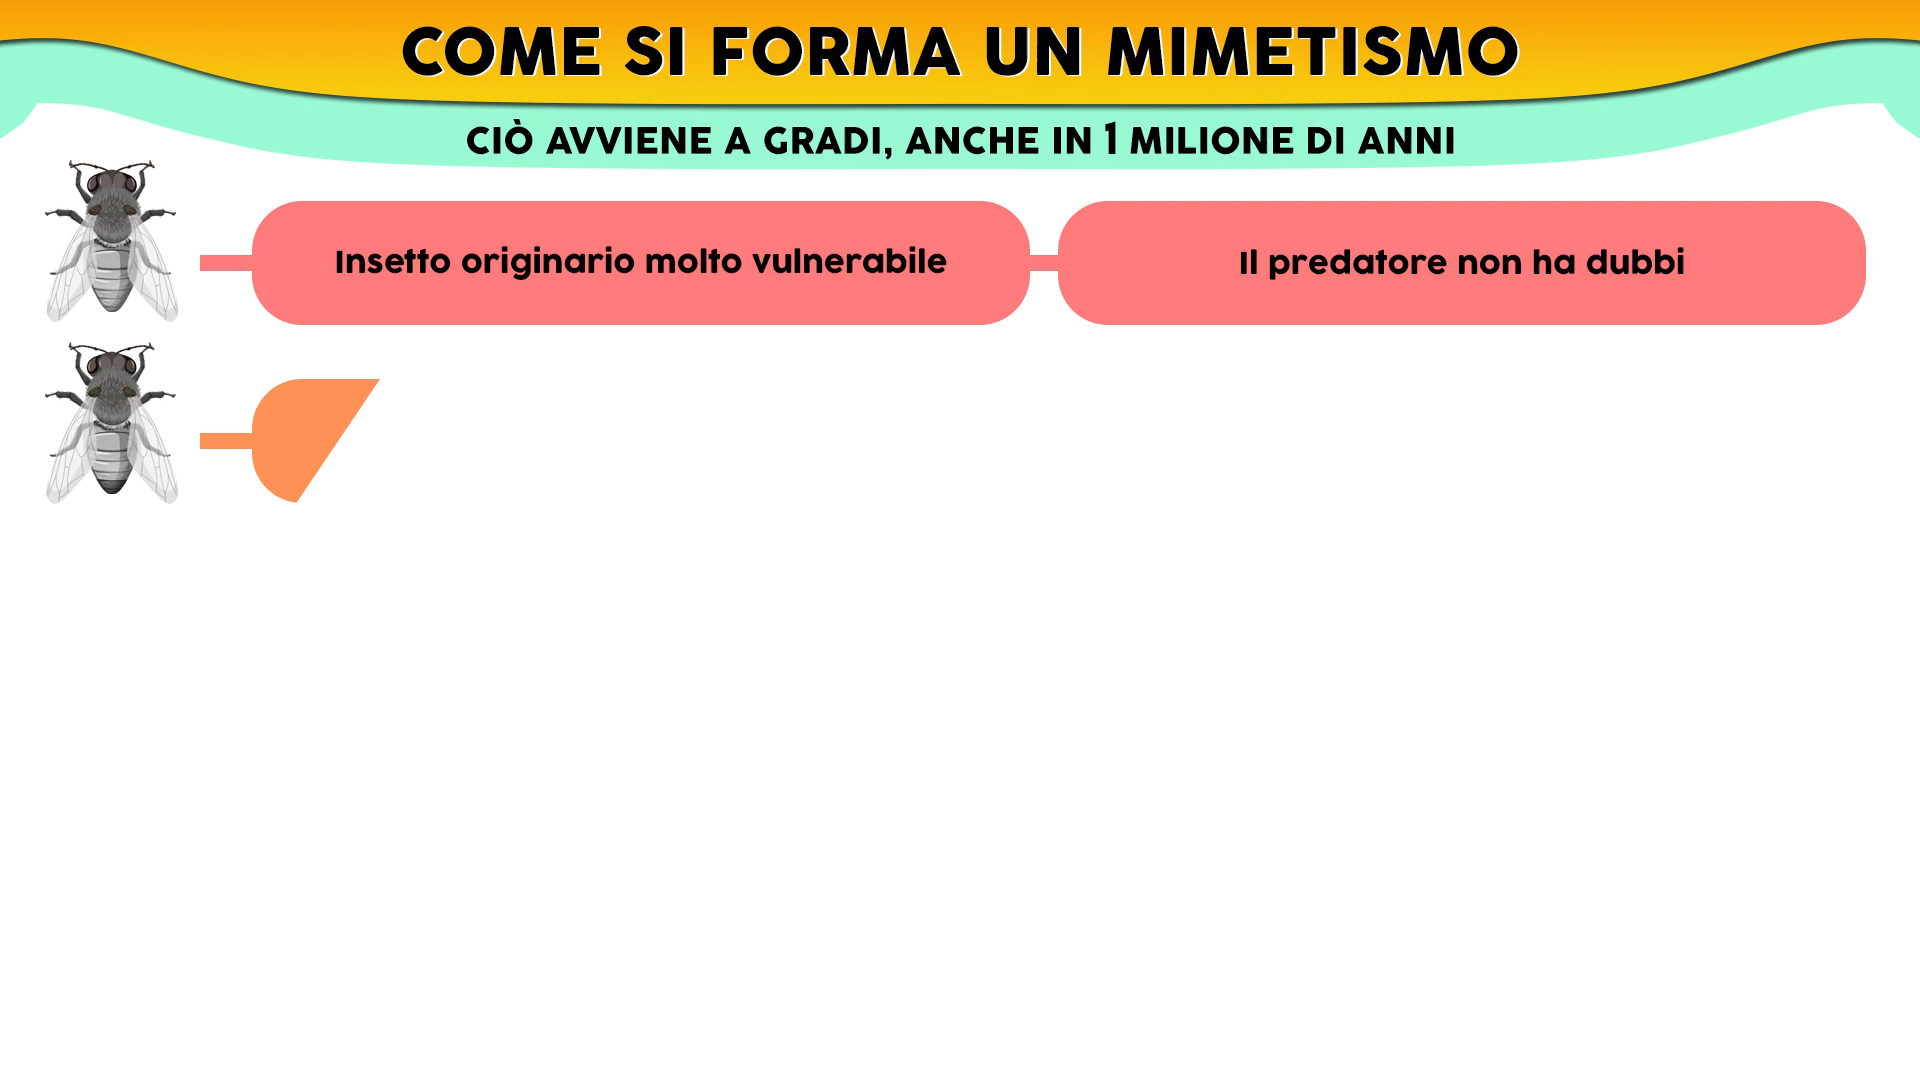 COME SI FORMA UN MIMETISMO
CIÒ AVVIENE A GRADI, ANCHE IN 1 MILIONE DI ANNI
Insetto originario molto vulnerabile
Il predatore non ha dubbi